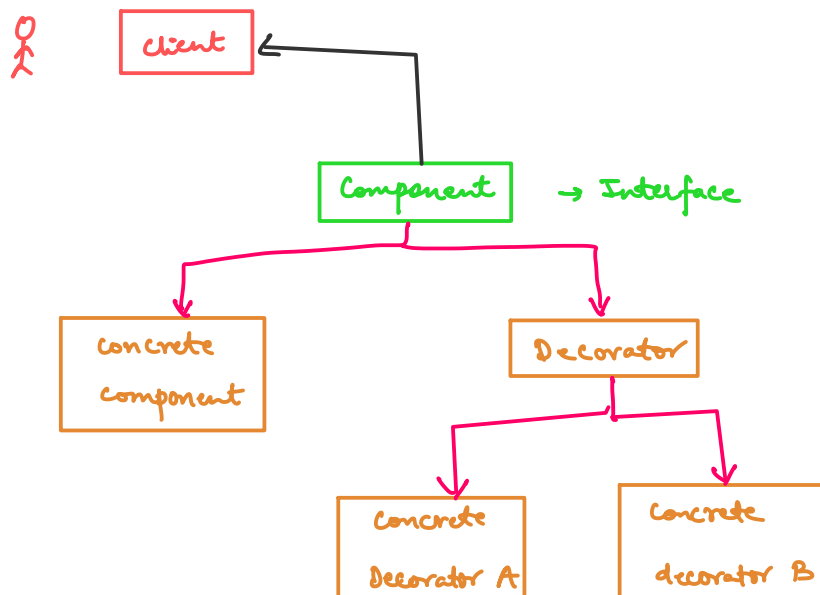 client
Component → Interface
concrete
component
Decorator
concrete
Decorator A
concrete
decorator B